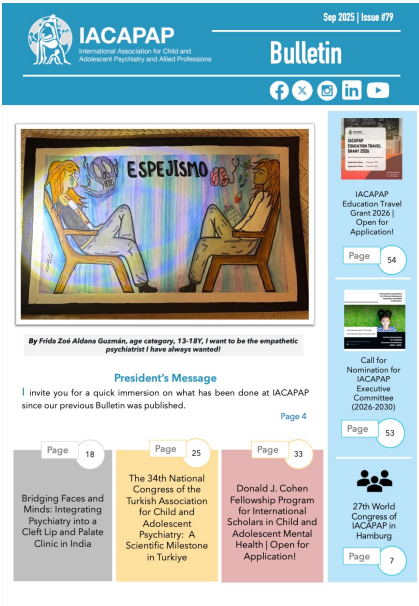 Sep 2025 | Issue #79
IACAPAP
International Association for Child and
Adolescent Psychiatry and Allied Professions
Bulletin
ESPEJISMO
By Frida Zoé Aldana Guzmán, age category, 13-18Y, I want to be the empathetic
psychiatrist I have always wanted!
President's Message
I invite you for a quick immersion on what has been done at IACAPAP
since our previous Bulletin was published.
Page 4
Page 18
Bridging Faces and
Minds: Integrating
Psychiatry into a
Cleft Lip and Palate
Clinic in India
Page 25
The 34th National
Congress of the
Turkish Association
for Child and
Adolescent
Psychiatry: A
Scientific Milestone
in Turkiye
Page 33
Donald J. Cohen
Fellowship Program
for International
Scholars in Child and
Adolescent Mental
Health | Open for
Application!
IACAPAP
EDUCATION TRAVEL
GRANT 2026
IACAPAP
Education Travel
Grant 2026 |
Open for
Application!
Page 54
Call for
Nomination for
IACAPAP
Executive
Committee
(2026-2030)
Page 53
27th World
Congress of
IACAPAP in
Hamburg
Page 7